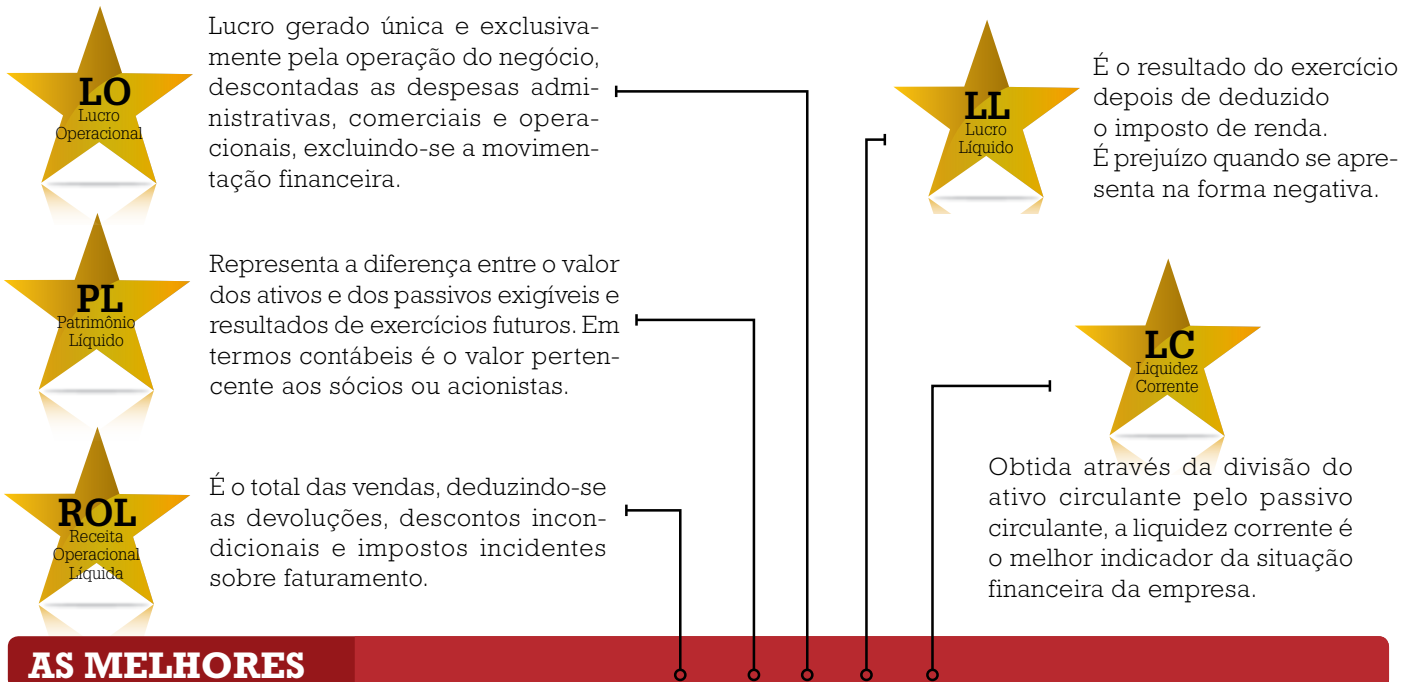 LO
Lucro
Operacional
Lucro gerado única e exclusiva-
mente pela operação do negócio,
descontadas as despesas admi-
nistrativas, comerciais e opera-
cionais, excluindo-se a movimen-
tação financeira.
PL
Patrimônio
Líquido
Representa a diferença entre o valor
dos ativos e dos passivos exigíveis e
resultados de exercícios futuros. Em
termos contábeis é o valor perten-
cente aos sócios ou acionistas.
ROL
Receita
Operacional
Líquida
É o total das vendas, deduzindo-se
as devoluções, descontos incon-
dicionais e impostos incidentes
sobre faturamento.
LL
Lucro
Líquido
É o resultado do exercício
depois de deduzido
o imposto de renda.
É prejuízo quando se apre-
senta na forma negativa.
LC
Liquidez
Corrente
Obtida através da divisão do
ativo circulante pelo passivo
circulante, a liquidez corrente é
o melhor indicador da situação
financeira da empresa.
AS MELHORES